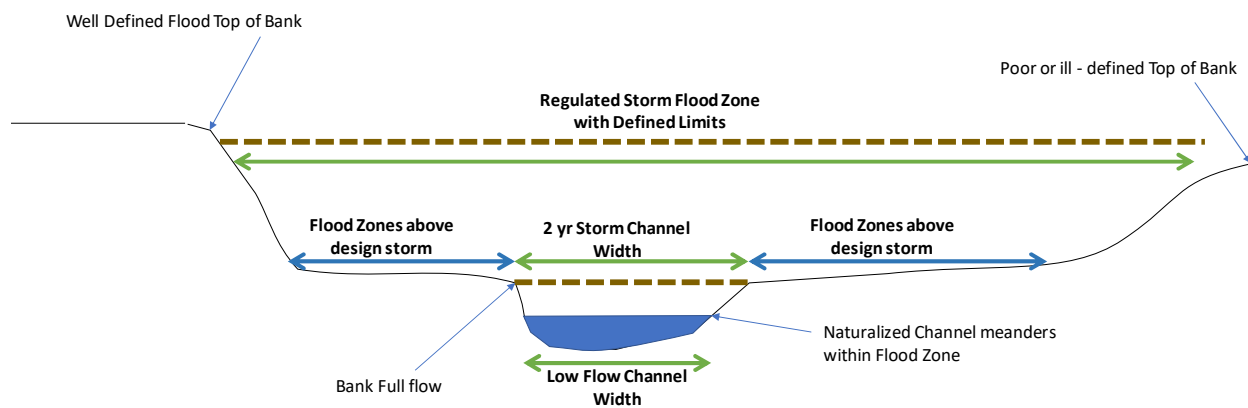 Well Defined Flood Top of Bank
Poor or ill - defined Top of Bank
Regulated Storm Flood Zone
with Defined Limits
Flood Zones above
design storm
2 yr Storm Channel
Width
Flood Zones above
design storm
Naturalized Channel meanders
within Flood Zone
Bank Full flow
Low Flow Channel
Width